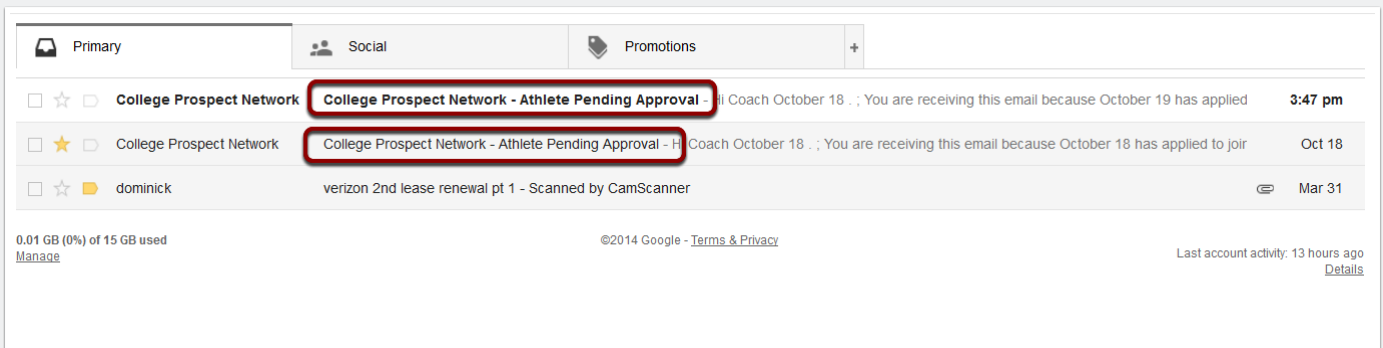 Primary Social Promotions +
College Prospect Network College Prospect Network - Athlete Pending Approval - Hi Coach October 18 . ; You are receiving this email because October 19 has applied 3:47 pm
College Prospect Network College Prospect Network - Athlete Pending Approval - Hi Coach October 18 . ; You are receiving this email because October 18 has applied to join Oct 18
dominick verizon 2nd lease renewal pt 1 - Scanned by CamScanner Mar 31
0.01 GB (0%) of 15 GB used ©2014 Google - Terms & Privacy
Manage Last account activity: 13 hours ago
Details